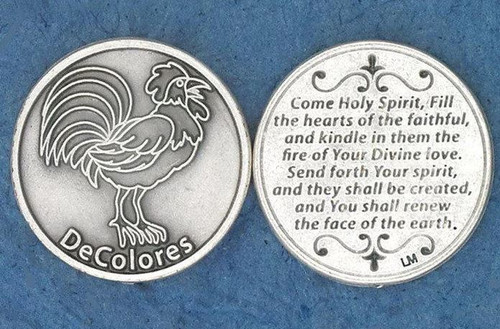 DeColores
Come Holy Spirit, Fill
the hearts of the faithful,
and kindle in them the
fire of Your Divine love.
Send forth Your spirit,
and they shall be created,
and You shall renew
the face of the earth.
LM